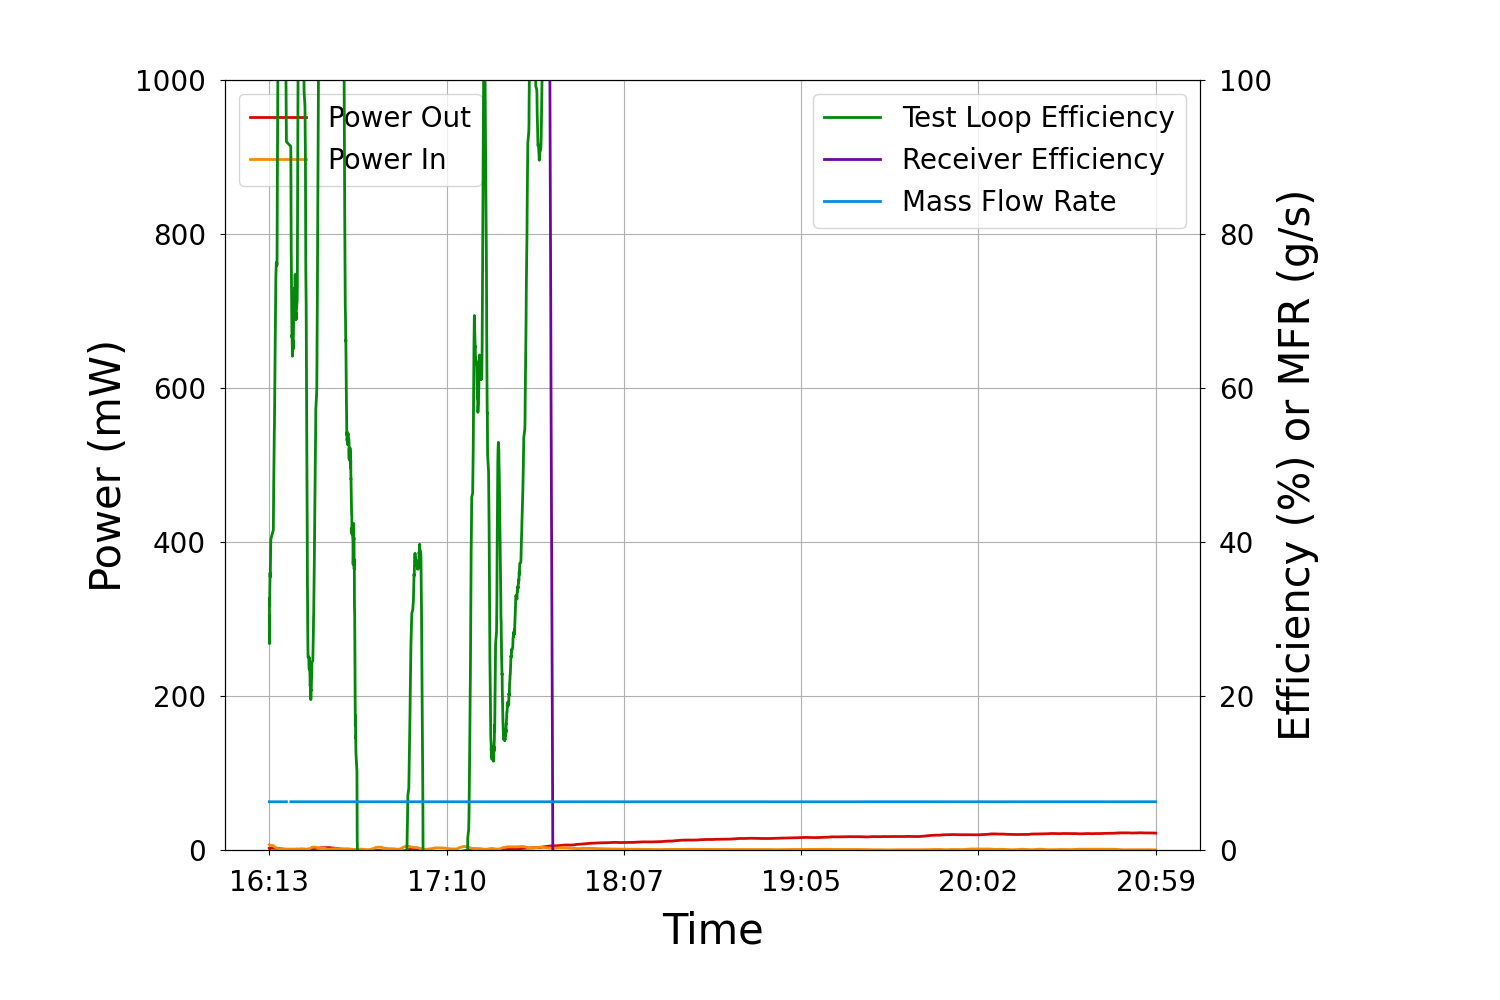 1000
800
600
400
200
0
Power (mW)
Power Out
Power In
Test Loop Efficiency
Receiver Efficiency
Mass Flow Rate
100
80
60
40
20
0
Efficiency (%) or MFR (g/s)
16:13 17:10 18:07 19:05 20:02 20:59
Time